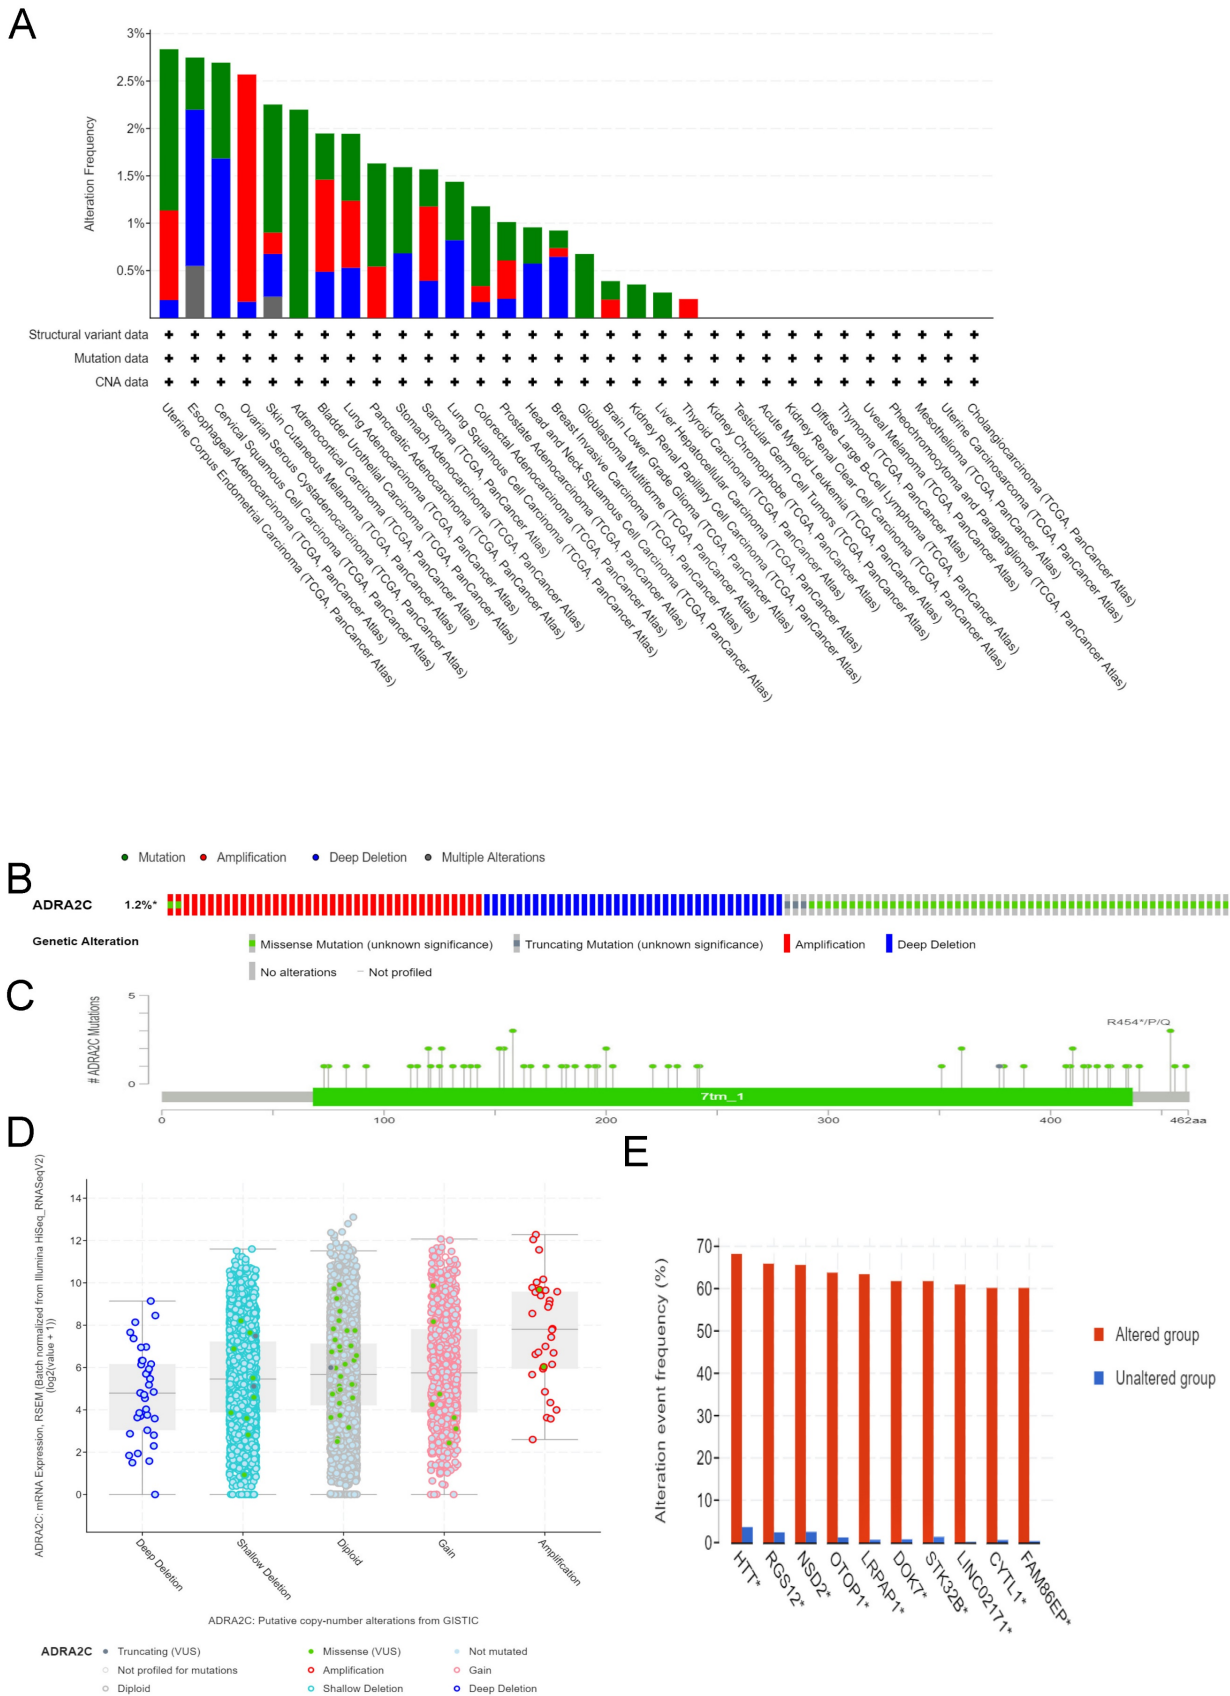 A
3%
2.5%
2%
1.5%
1%
0.5%
Alteration Frequency
Structural variant data
Mutation data
CNA data
Uterine Corpus Endometrial Carcinoma (TCGA, PanCancer Atlas)
Esophageal Adenocarcinoma (TCGA, PanCancer Atlas)
Cervical Squamous Cell Carcinoma (TCGA, PanCancer Atlas)
Ovarian Serous Cystadenocarcinoma (TCGA, PanCancer Atlas)
Skin Cutaneous Melanoma (TCGA, PanCancer Atlas)
Adrenocortical Carcinoma (TCGA, PanCancer Atlas)
Bladder Urothelial Carcinoma (TCGA, PanCancer Atlas)
Lung Adenocarcinoma (TCGA, PanCancer Atlas)
Pancreatic Adenocarcinoma (TCGA, PanCancer Atlas)
Stomach Adenocarcinoma (TCGA, PanCancer Atlas)
Sarcoma (TCGA, PanCancer Atlas)
Lung Squamous Cell Carcinoma (TCGA, PanCancer Atlas)
Colorectal Adenocarcinoma (TCGA, PanCancer Atlas)
Prostate Adenocarcinoma (TCGA, PanCancer Atlas)
Head and Neck Squamous Cell Carcinoma (TCGA, PanCancer Atlas)
Breast Invasive Carcinoma (TCGA, PanCancer Atlas)
Glioblastoma Multiforme (TCGA, PanCancer Atlas)
Brain Lower Grade Glioma (TCGA, PanCancer Atlas)
Kidney Renal Papillary Cell Carcinoma (TCGA, PanCancer Atlas)
Liver Hepatocellular Carcinoma (TCGA, PanCancer Atlas)
Thyroid Carcinoma (TCGA, PanCancer Atlas)
Kidney Chromophobe (TCGA, PanCancer Atlas)
Testicular Germ Cell Tumors (TCGA, PanCancer Atlas)
Acute Myeloid Leukemia (TCGA, PanCancer Atlas)
Kidney Renal Clear Cell Carcinoma (TCGA, PanCancer Atlas)
Diffuse Large B-Cell Lymphoma (TCGA, PanCancer Atlas)
Thymoma (TCGA, PanCancer Atlas)
Uveal Melanoma (TCGA, PanCancer Atlas)
Pheochromocytoma and Paraganglioma (TCGA, PanCancer Atlas)
Mesothelioma (TCGA, PanCancer Atlas)
Uterine Carcinosarcoma (TCGA, PanCancer Atlas)
Cholangiocarcinoma (TCGA, PanCancer Atlas)
Mutation Amplification Deep Deletion Multiple Alterations
B
ADRA2C 1.2%*
Genetic Alteration Missense Mutation (unknown significance) Truncating Mutation (unknown significance) Amplification Deep Deletion
No alterations Not profiled
C
# ADRA2C Mutations
5
0
R454*/P/Q
7tm_1
0 100 200 300 400 462aa
D
ADRA2C: mRNA Expression, RSEM (Batch normalized from Illumina HiSeq_RNASeqV2)
(log2(value + 1))
14
12
10
8
6
4
2
0
Deep Deletion
Shallow Deletion
Diploid
Gain
Amplification
ADRA2C: Putative copy-number alterations from GISTIC
ADRA2C Truncating (VUS) Missense (VUS) Not mutated
Not profiled for mutations Amplification Gain
Diploid Shallow Deletion Deep Deletion
E
Alteration event frequency (%)
70
60
50
40
30
20
10
0
HTT*
RGS12*
NSD2*
OTOP1*
LRPAP1*
DOK7*
STK32B*
LINC02171*
CYTL1*
FAM86EP*
Altered group
Unaltered group